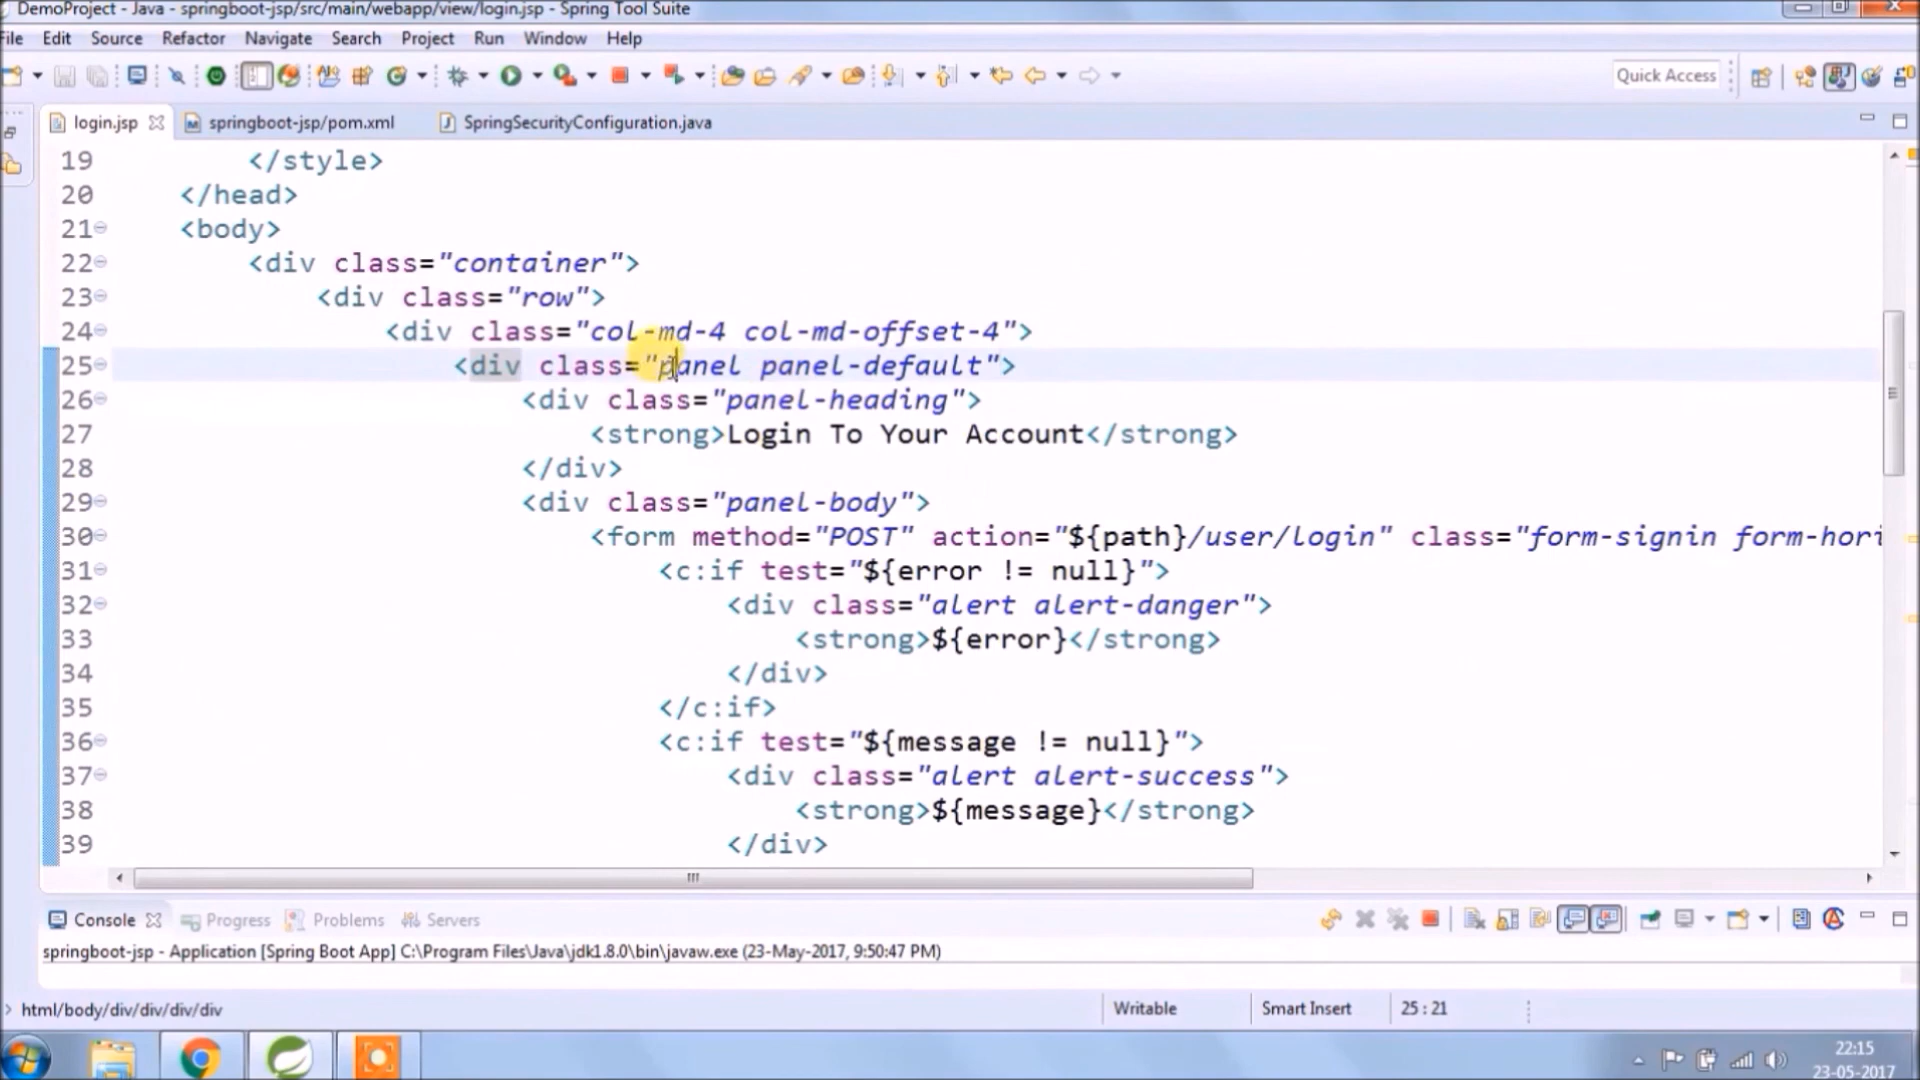 DemoProject - Java - springboot-jsp/src/main/webapp/view/login.jsp - Spring Tool Suite
File Edit Source Refactor Navigate Search Project Run Window Help
Quick Access
login.jsp springboot-jsp/pom.xml SpringSecurityConfiguration.java
19 </style>
20 </head>
21 <body>
22 <div class="container">
23 <div class="row">
24 <div class="col-md-4 col-md-offset-4">
25 <div class="panel panel-default">
26 <div class="panel-heading">
27 <strong>Login To Your Account</strong>
28 </div>
29 <div class="panel-body">
30 <form method="POST" action="${path}/user/login" class="form-signin form-hori
31 <c:if test="${error != null}">
32 <div class="alert alert-danger">
33 <strong>${error}</strong>
34 </div>
35 </c:if>
36 <c:if test="${message != null}">
37 <div class="alert alert-success">
38 <strong>${message}</strong>
39 </div>
Console Progress Problems Servers
springboot-jsp - Application [Spring Boot App] C:\Program Files\Java\jdk1.8.0\bin\javaw.exe (23-May-2017, 9:50:47 PM)
html/body/div/div/div/div Writable Smart Insert 25 : 21
22:15
23-05-2017